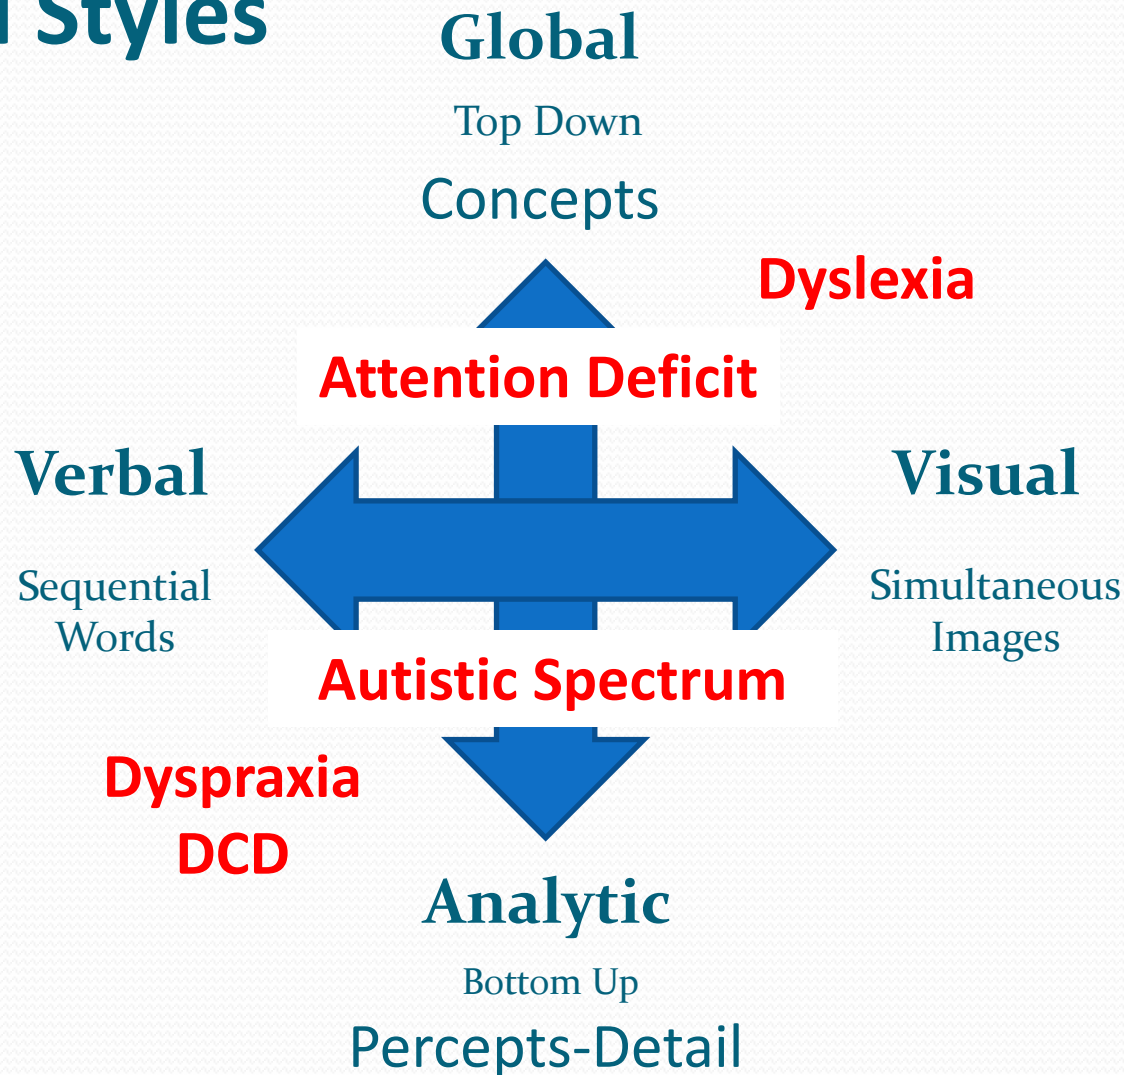 Styles
Global
Top Down
Concepts
Dyslexia
Attention Deficit
Verbal
Visual
Sequential
Words
Simultaneous
Images
Autistic Spectrum
Dyspraxia
DCD
Analytic
Bottom Up
Percepts-Detail